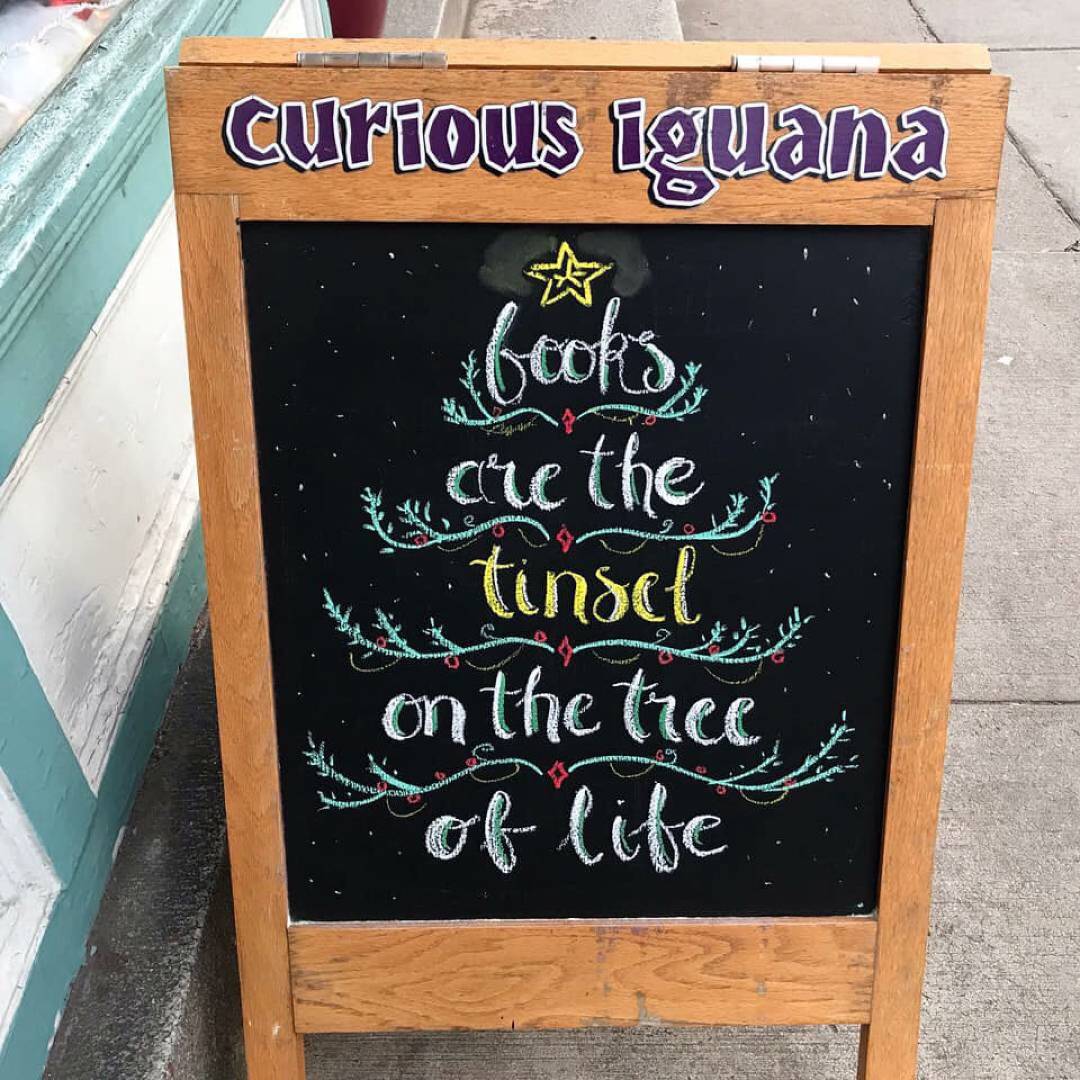 curious iguana
books
are the
tinsel
on the tree
of life